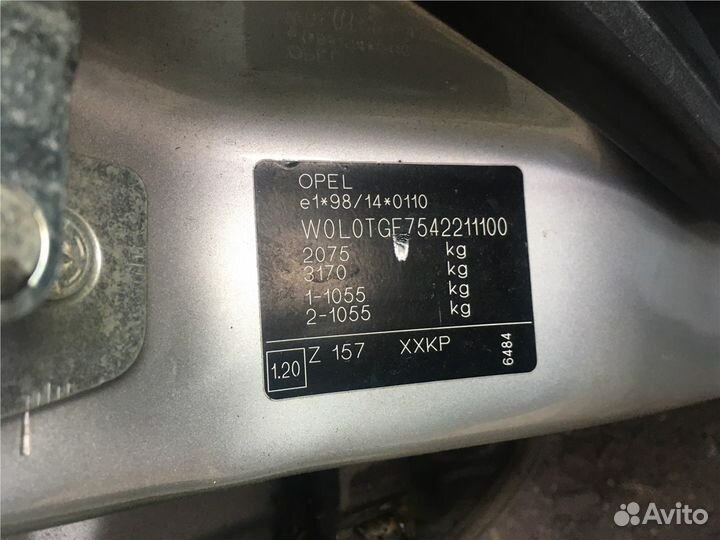 OPEL
e1*98/14*0110
W0L0TGF7542211100
2075 kg
3170 kg
1-1055 kg
2-1055 kg
1.20 Z 157 XXKP 6484
Avito